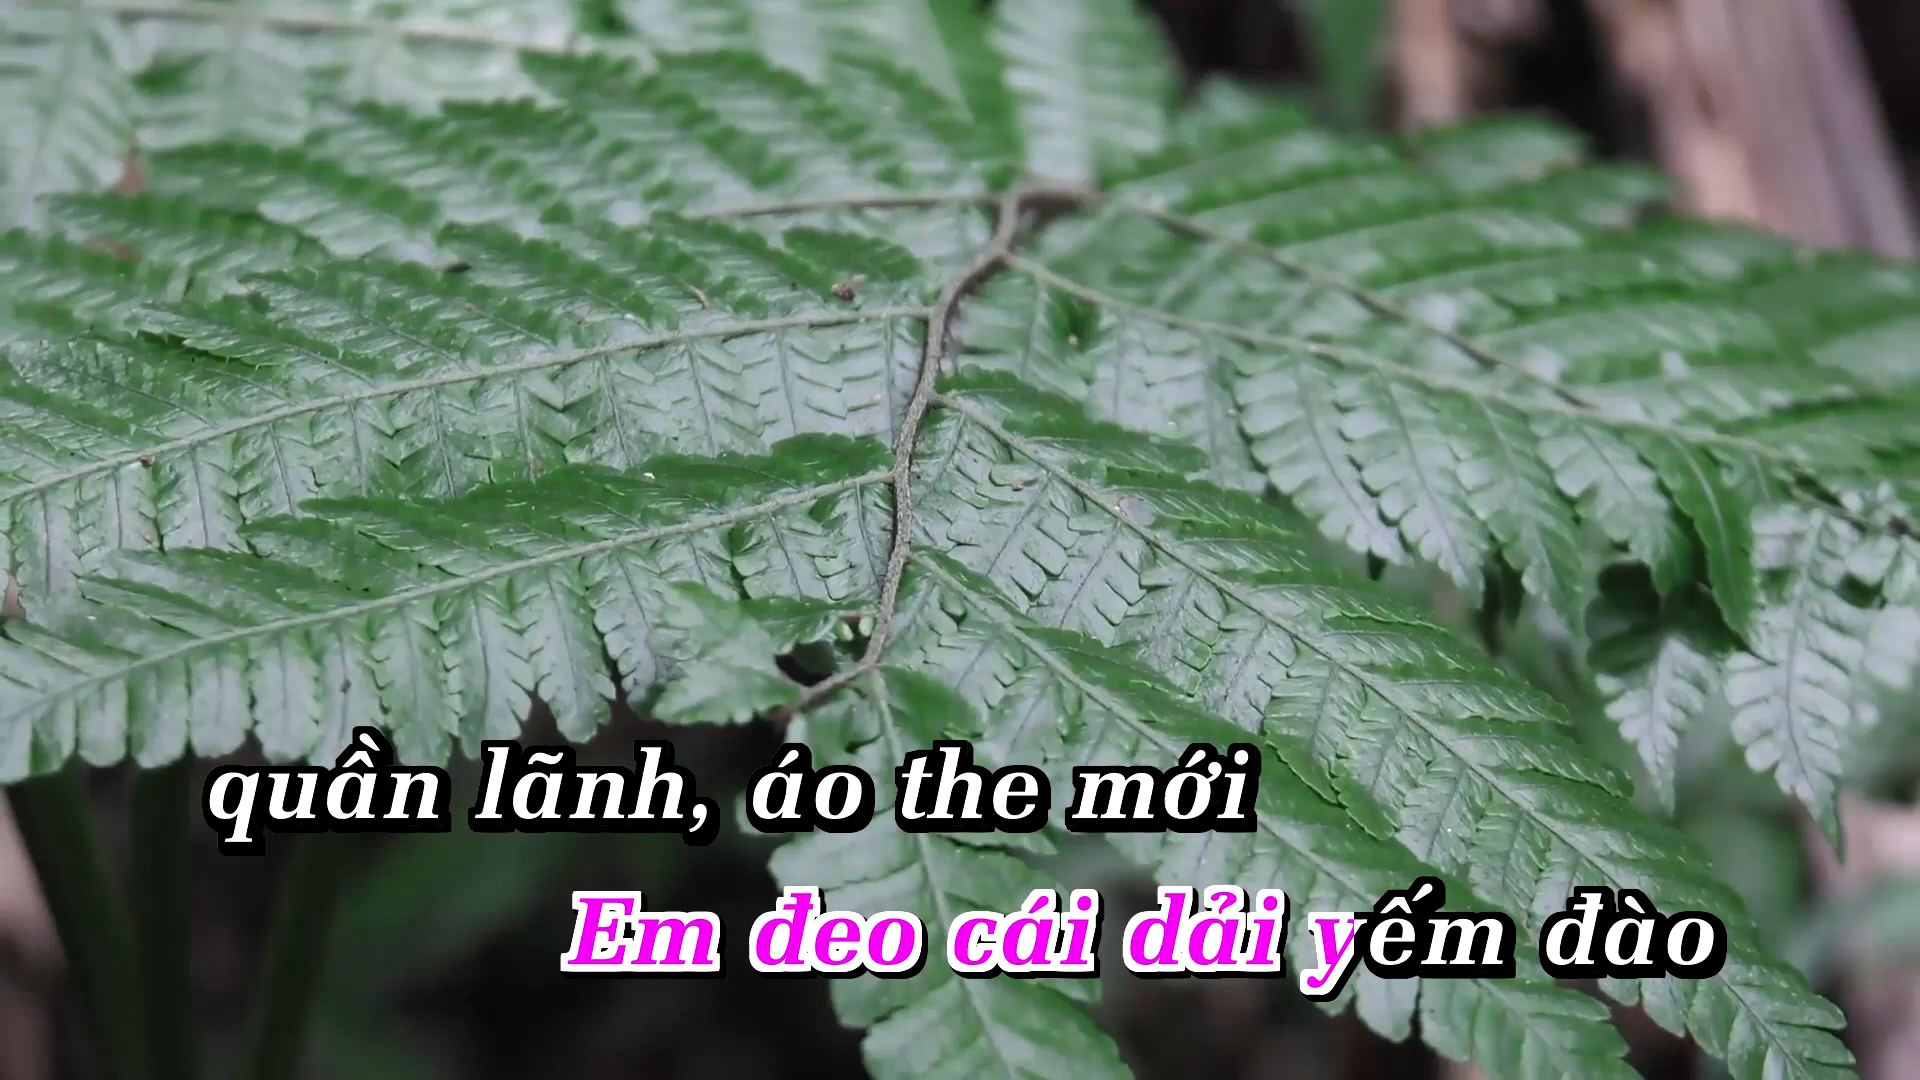 quần lãnh, áo the mới
Em đeo cái dải yếm đào